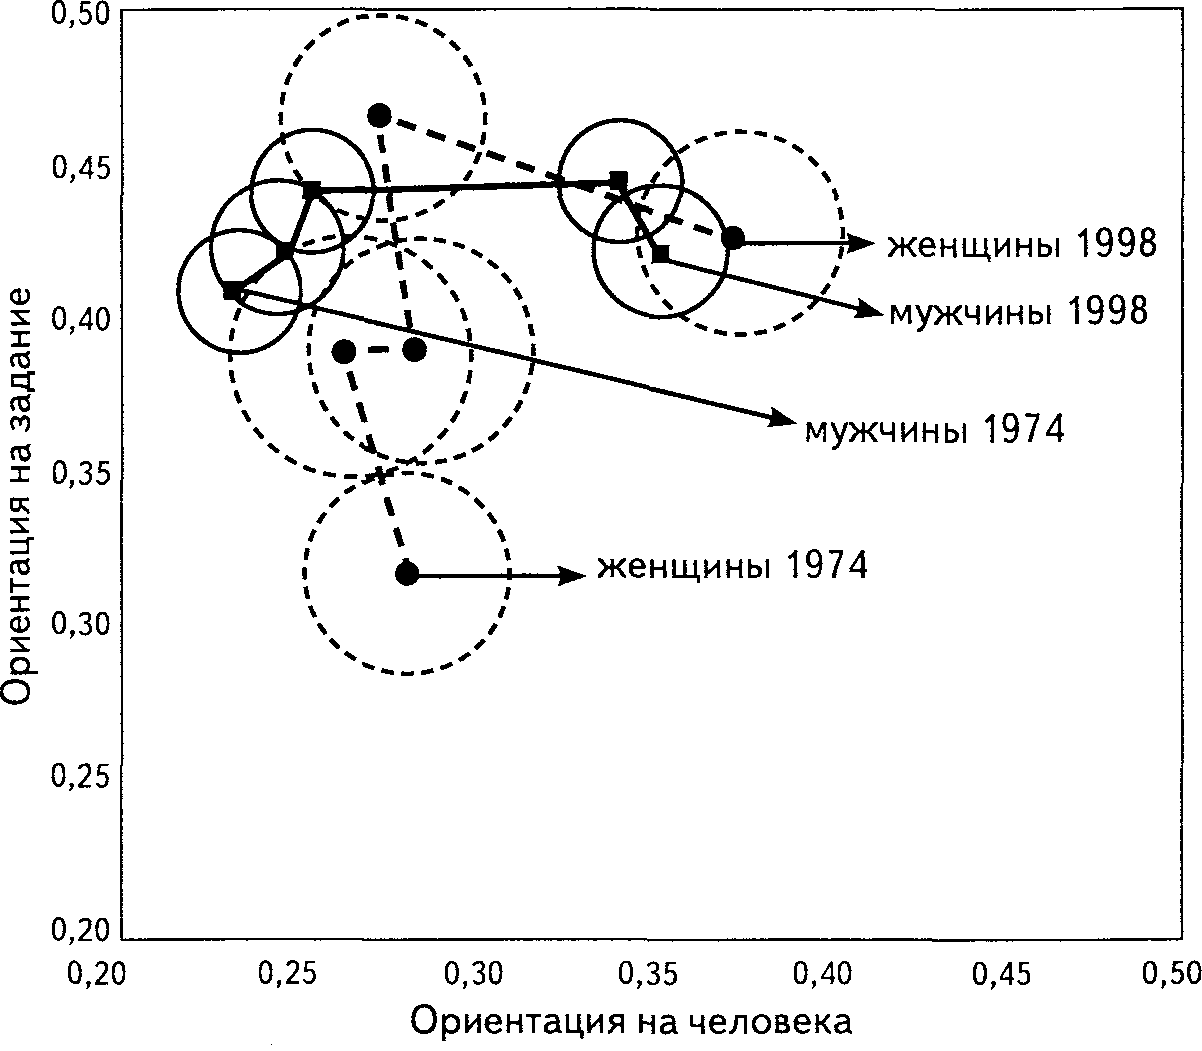 0,50
0,45
0,40
0,35
0,30
0,25
0,20
Ориентация на задание
женщины 1998
мужчины 1998
мужчины 1974
женщины 1974
0,20 0,25 0,30 0,35 0,40 0,45 0,50
Ориентация на человека